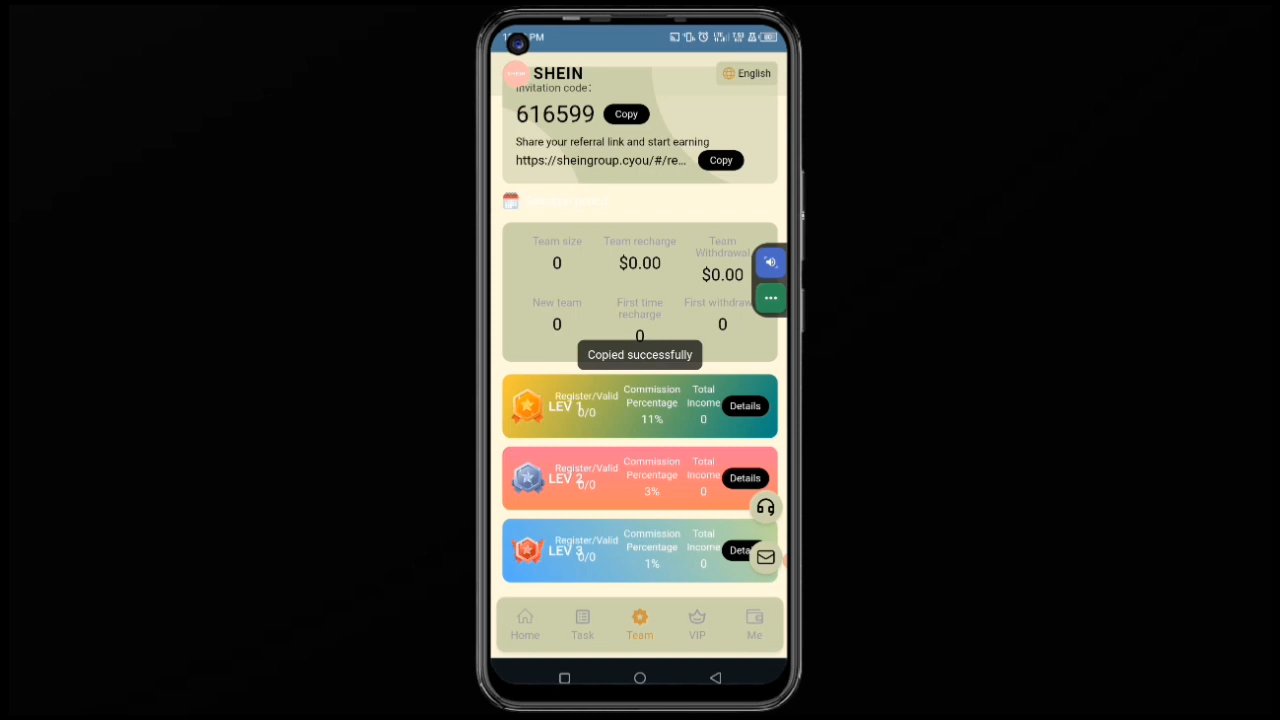 PM
SHEIN
English
Invitation code:
616599 Copy
Share your referral link and start earning
https://sheingroup.cyou/#/re... Copy
Team size Team recharge Team Withdrawal
0 $0.00 $0.00
New team First time recharge First withdraw
0 0 0
Copied successfully
LEV 1 Register/Valid 0/0 Commission Percentage 11% Total Income 0 Details
LEV 2 Register/Valid 0/0 Commission Percentage 3% Total Income 0 Details
LEV 3 Register/Valid 0/0 Commission Percentage 1% Total Income 0
Home Task Team VIP Me